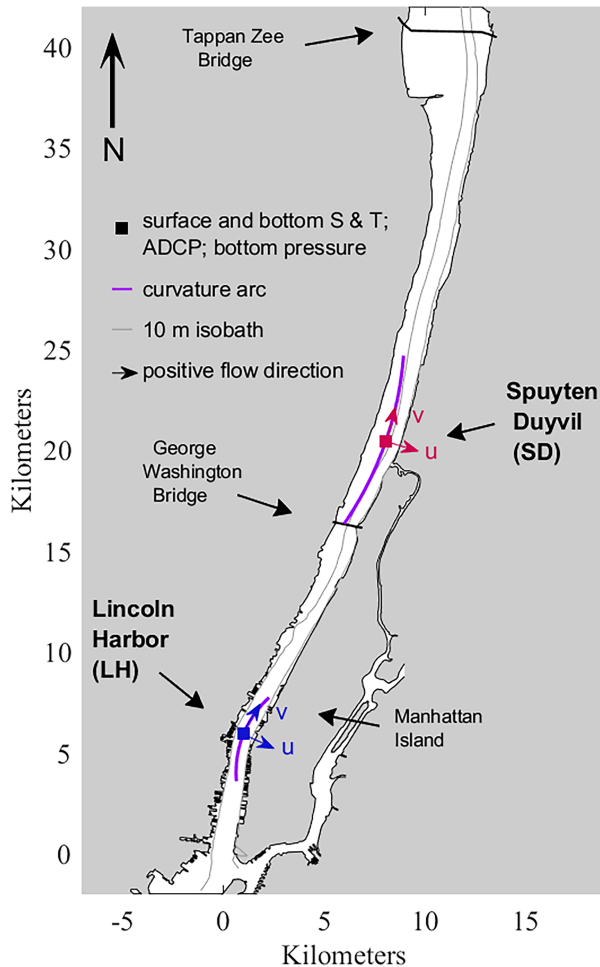 Tappan Zee
Bridge
40
N
35
surface and bottom S & T;
ADCP; bottom pressure
30
curvature arc
10 m isobath
25
positive flow direction
Spuyten
Duyvil
(SD)
v
u
20
George
Washington
Bridge
15
Lincoln
Harbor
(LH)
10
v
u
Manhattan
Island
5
0
Kilometers
-5 0 5 10 15
Kilometers